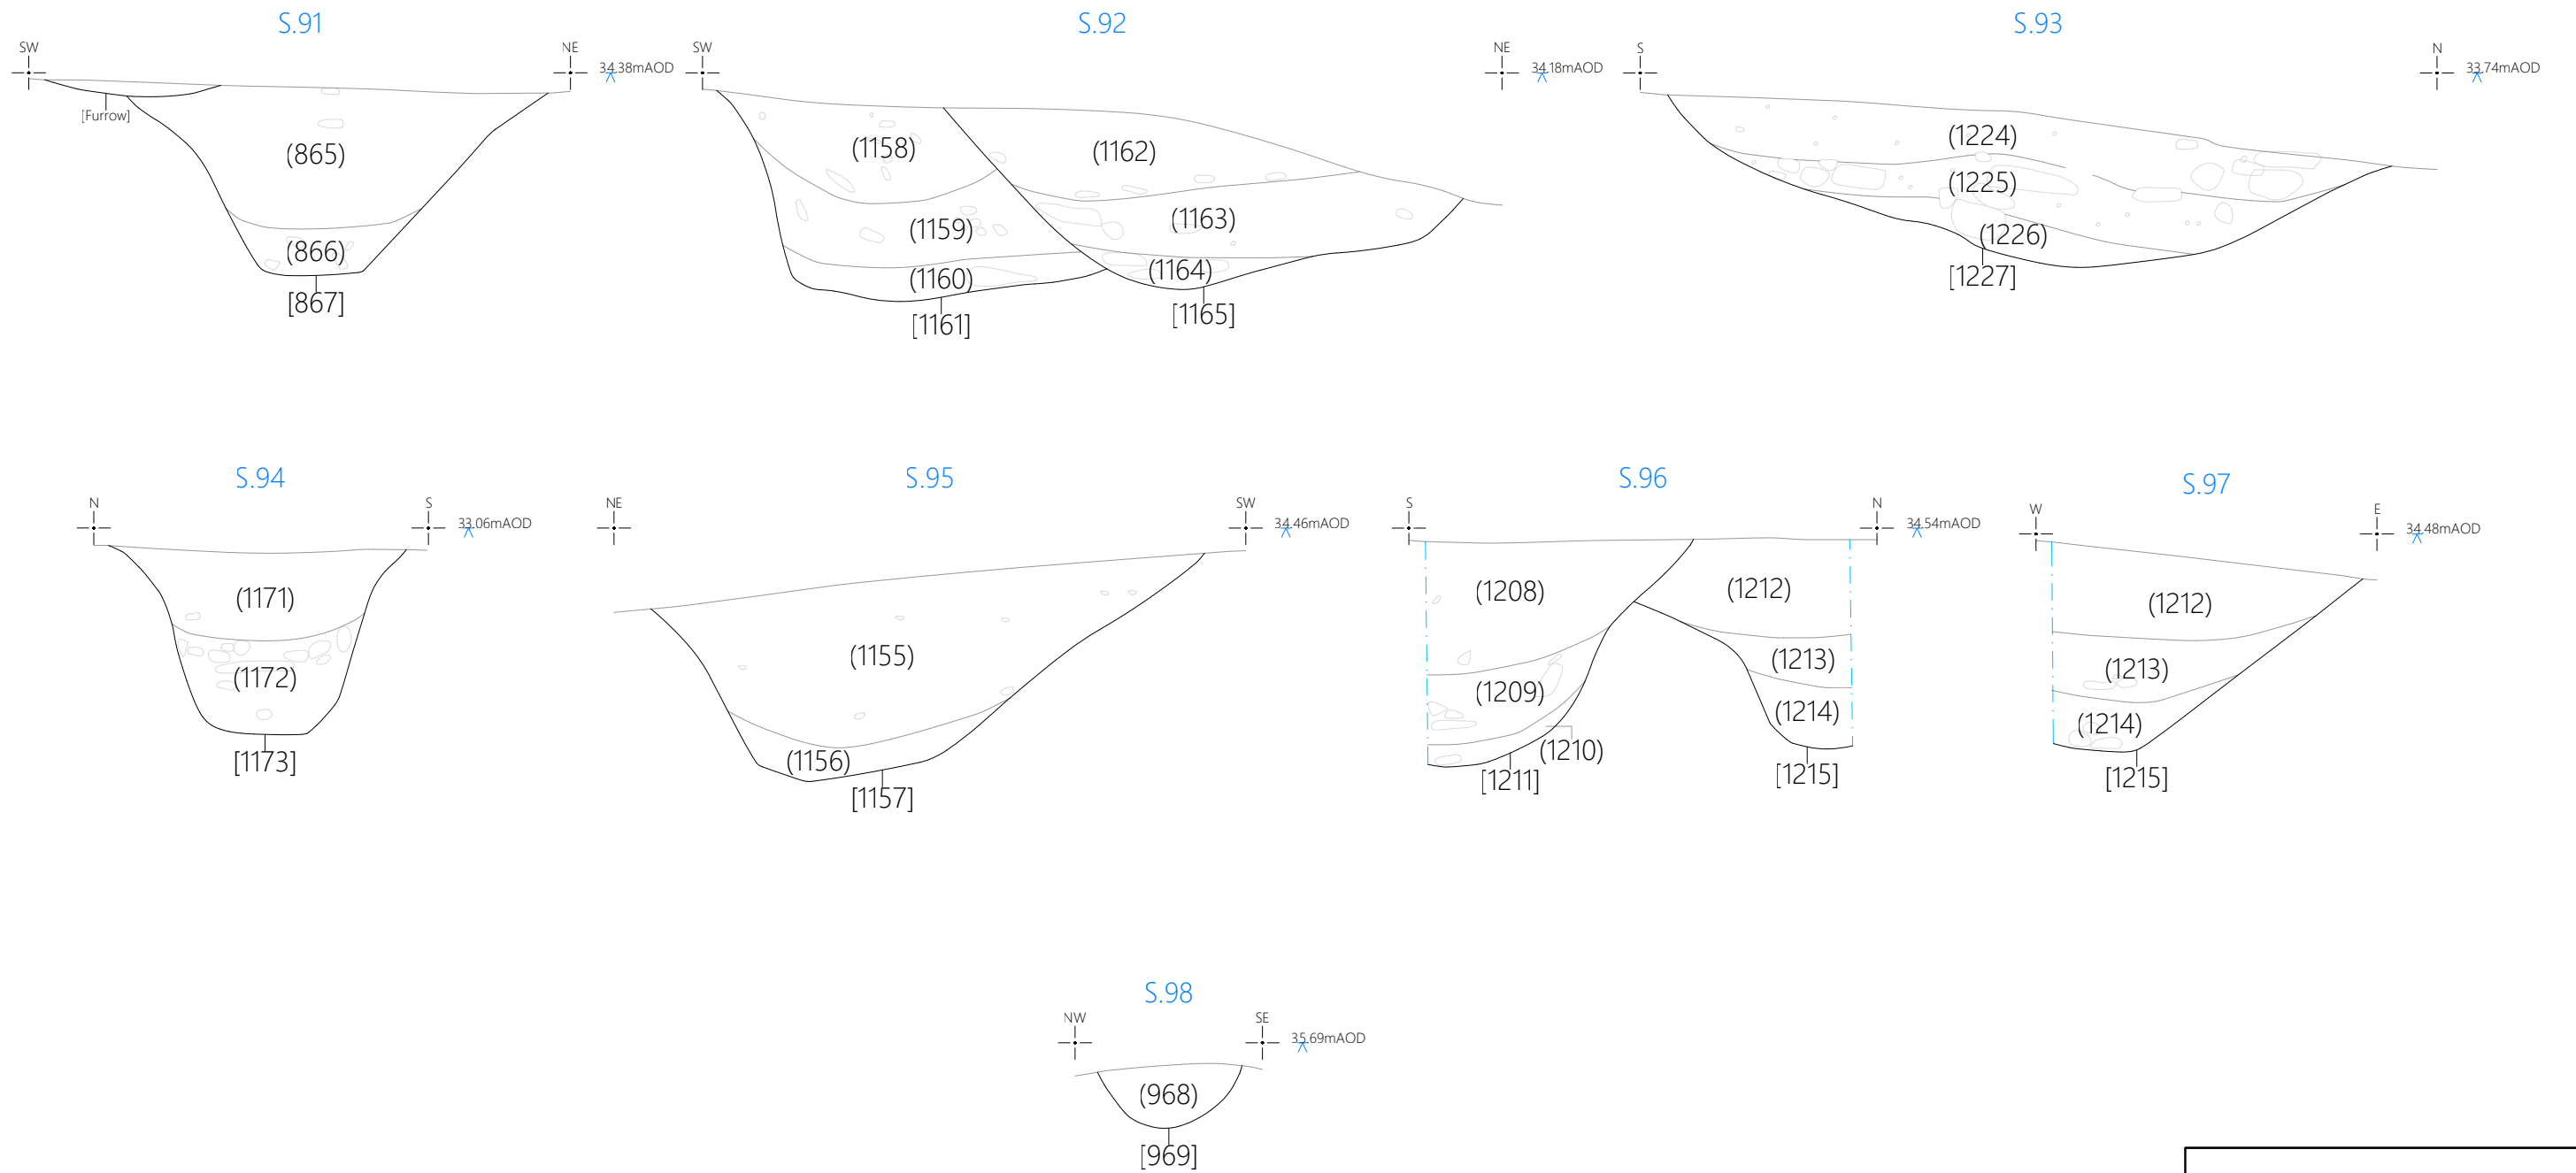 S.91
SW
NE
34.38mAOD
[Furrow]
(865)
(866)
[867]
S.92
SW
NE
34.18mAOD
(1158)
(1162)
(1159)
(1163)
(1160)
(1164)
[1161]
[1165]
S.93
S
N
33.74mAOD
(1224)
(1225)
(1226)
[1227]
S.94
N
S
33.06mAOD
(1171)
(1172)
[1173]
S.95
NE
SW
34.46mAOD
(1155)
(1156)
[1157]
S.96
S
N
34.54mAOD
(1208)
(1212)
(1209)
(1213)
(1214)
(1210)
[1211]
[1215]
S.97
W
E
34.48mAOD
(1212)
(1213)
(1214)
[1215]
S.98
NW
SE
35.69mAOD
(968)
[969]